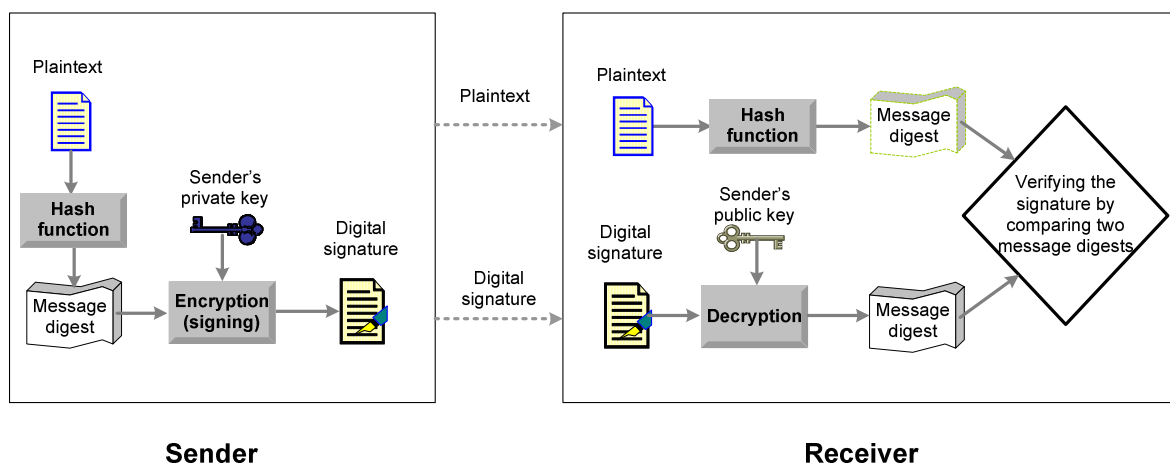 Plaintext
Hash
function
Sender’s
private key
Message
digest
Encryption
(signing)
Digital
signature
Plaintext
Digital
signature
Plaintext
Hash
function
Message
digest
Digital
signature
Sender’s
public key
Decryption
Message
digest
Verifying the
signature by
comparing two
message digests
Sender
Receiver